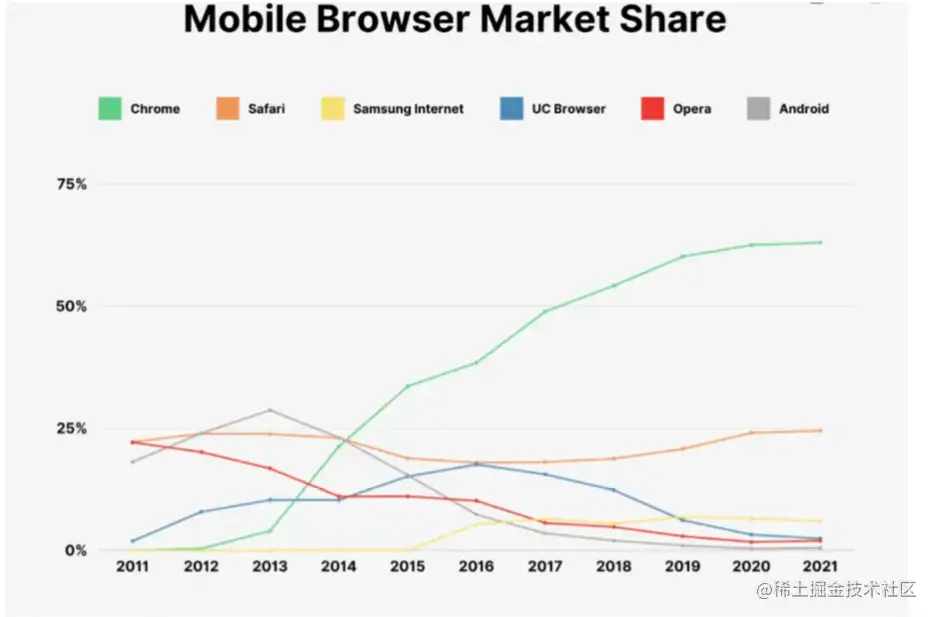 Mobile Browser Market Share
Chrome Safari Samsung Internet UC Browser Opera Android
75%
50%
25%
0%
2011 2012 2013 2014 2015 2016 2017 2018 2019 2020 2021
@稀土掘金技术社区